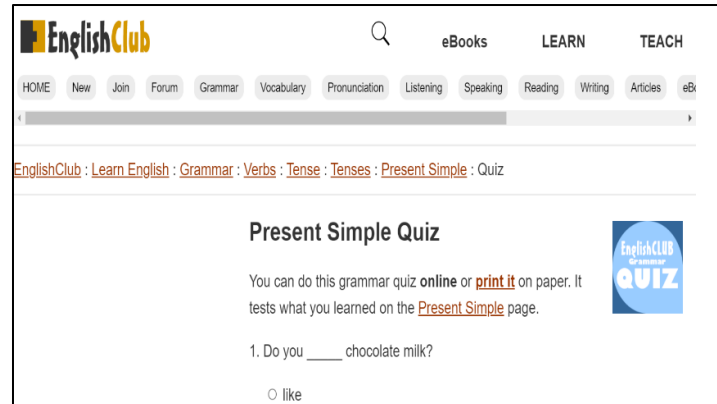 EnglishClub
eBooks LEARN TEACH
HOME New Join Forum Grammar Vocabulary Pronunciation Listening Speaking Reading Writing Articles eBo
EnglishClub : Learn English : Grammar : Verbs : Tense : Tenses : Present Simple : Quiz
Present Simple Quiz
EnglishCLUB
Grammar
QUIZ
You can do this grammar quiz online or print it on paper. It
tests what you learned on the Present Simple page.
1. Do you _____ chocolate milk?
like